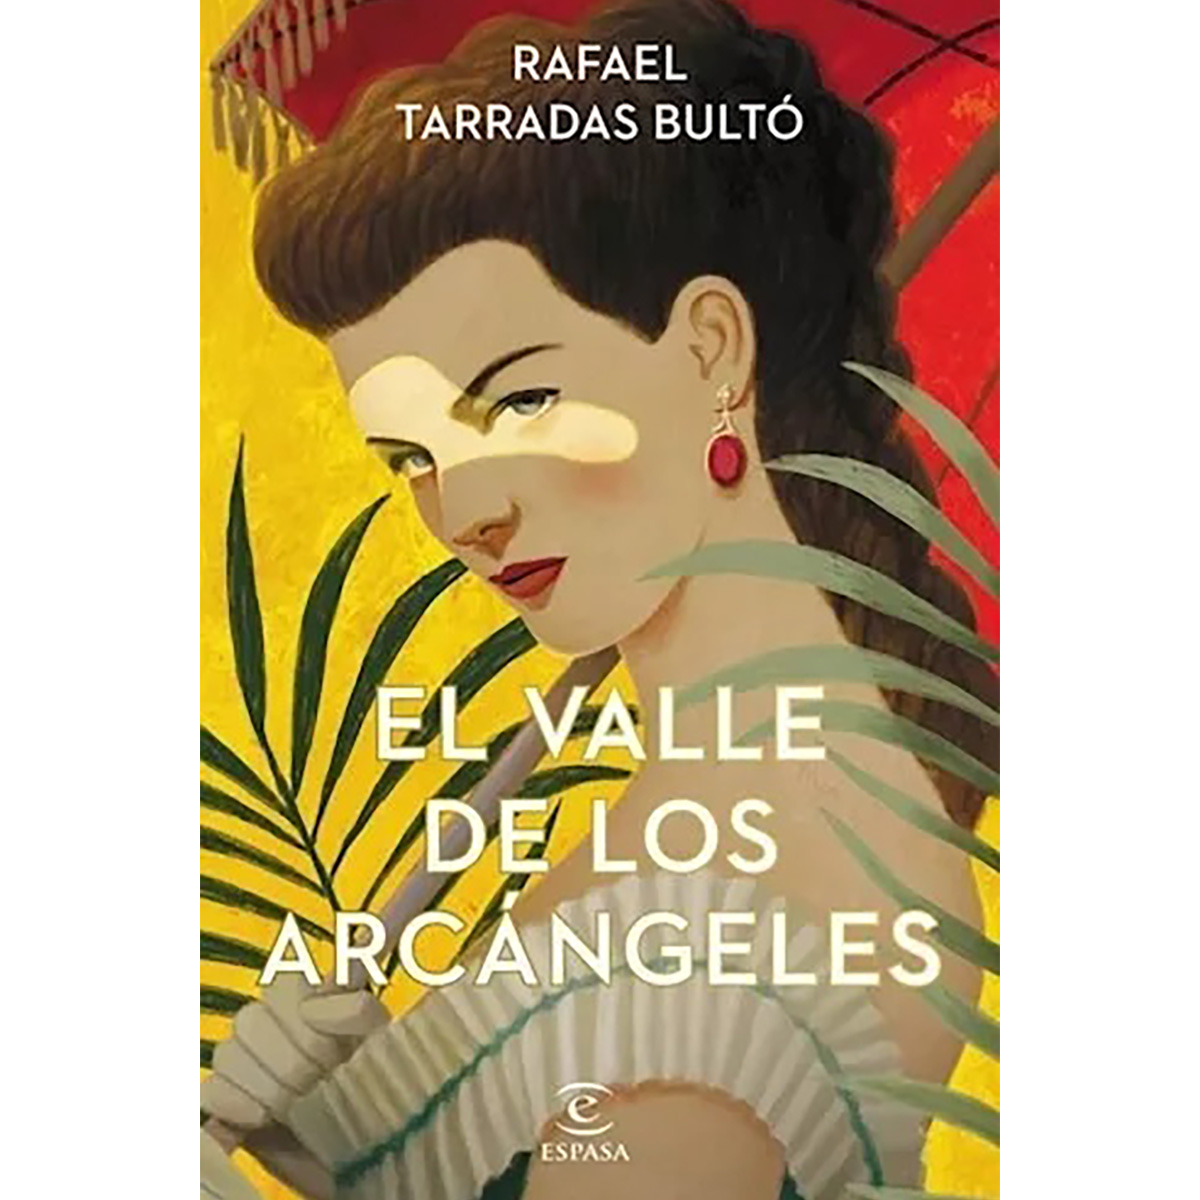 RAFAEL
TARRADAS BULTÓ
EL VALLE
DE LOS
ARCÁNGELES
e
ESPASA